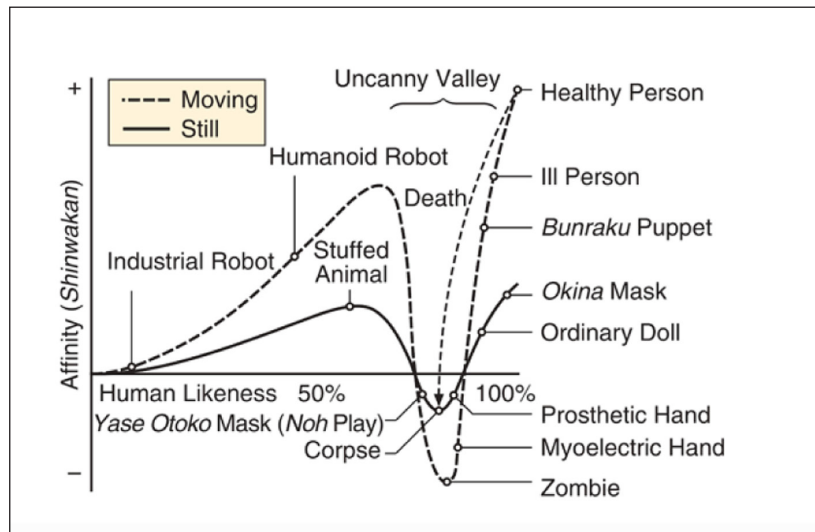 Uncanny Valley
+
Moving
Still
Healthy Person
Humanoid Robot
Ill Person
Death
Bunraku Puppet
Industrial Robot
Stuffed
Animal
Okina Mask
Ordinary Doll
Affinity (Shinwakan)
Human Likeness 50% 100%
Yase Otoko Mask (Noh Play)
Prosthetic Hand
Corpse
Myoelectric Hand
–
Zombie